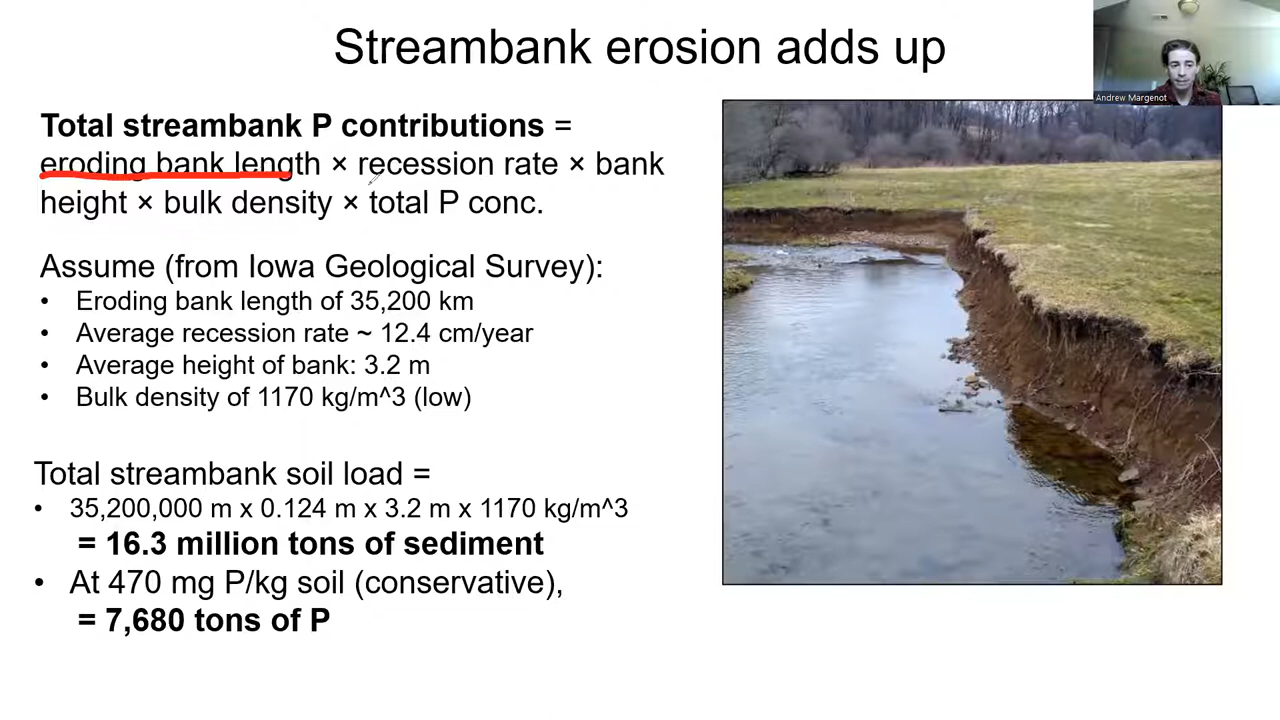 Streambank erosion adds up
Andrew Margenot
Total streambank P contributions =
eroding bank length × recession rate × bank
height × bulk density × total P conc.
Assume (from Iowa Geological Survey):
• Eroding bank length of 35,200 km
• Average recession rate ~ 12.4 cm/year
• Average height of bank: 3.2 m
• Bulk density of 1170 kg/m^3 (low)
Total streambank soil load =
• 35,200,000 m x 0.124 m x 3.2 m x 1170 kg/m^3
= 16.3 million tons of sediment
• At 470 mg P/kg soil (conservative),
= 7,680 tons of P